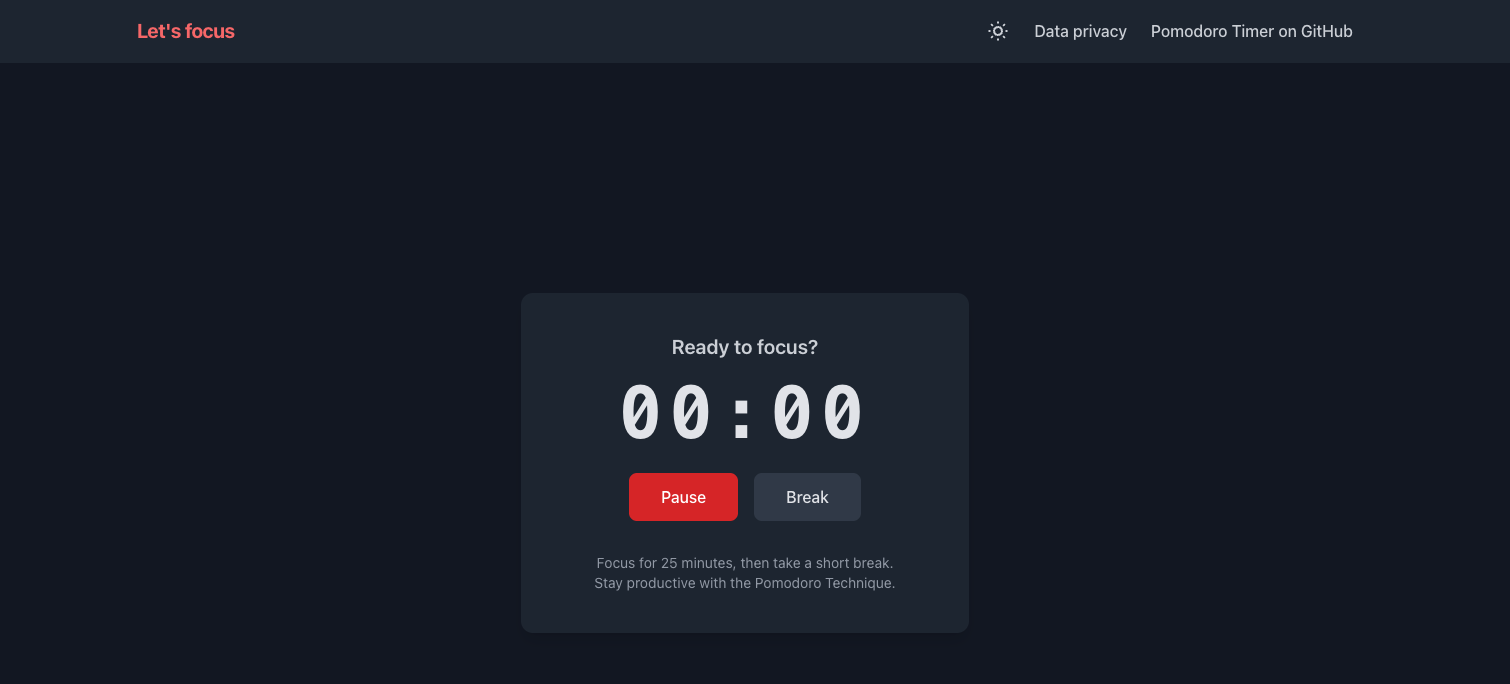 Let's focus
Data privacy
Pomodoro Timer on GitHub
Ready to focus?
00:00
Pause
Break
Focus for 25 minutes, then take a short break.
Stay productive with the Pomodoro Technique.